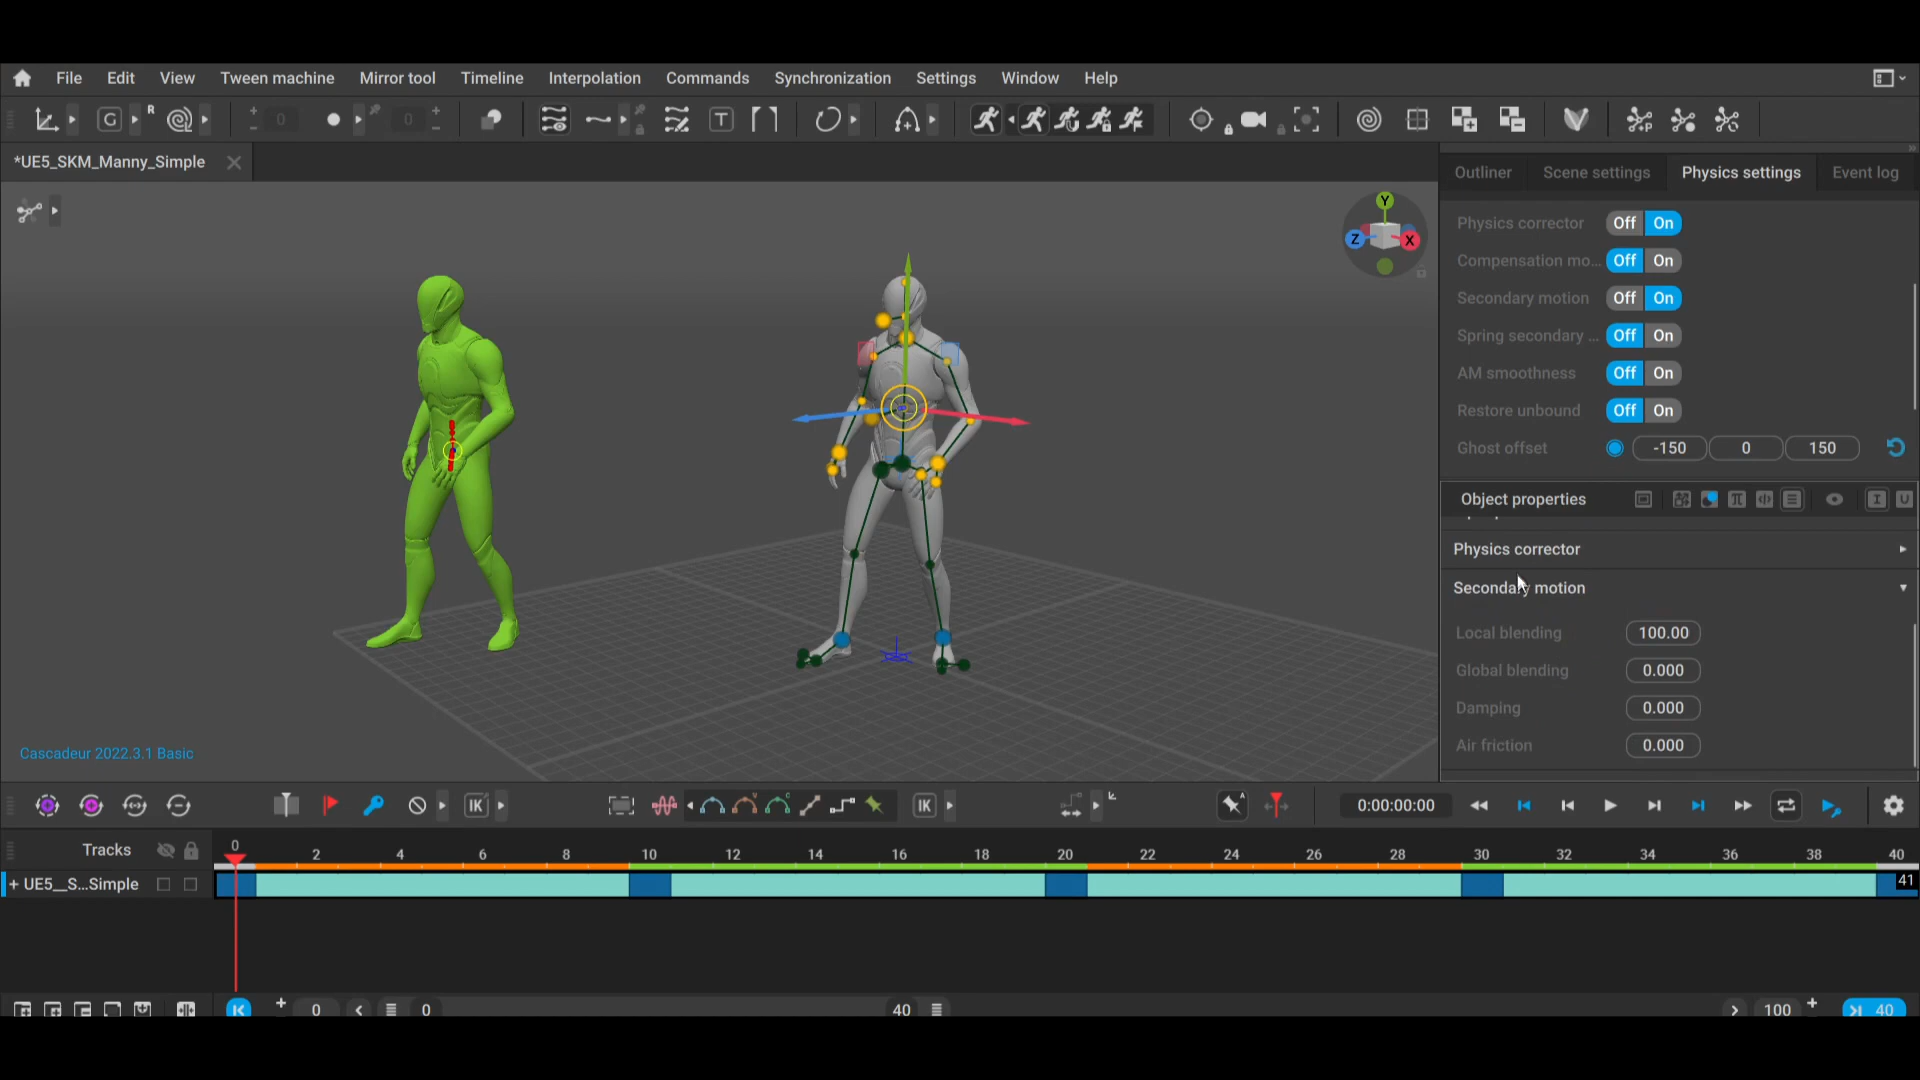 File Edit View Tween machine Mirror tool Timeline Interpolation Commands Synchronization Settings Window Help
G R 0 0 T P
*UE5_SKM_Manny_Simple
Outliner Scene settings Physics settings Event log
Y
Z X
Physics corrector Off On
Compensation mo... Off On
Secondary motion Off On
Spring secondary ... Off On
AM smoothness Off On
Restore unbound Off On
Ghost offset -150 0 150
Object properties I U
Physics corrector
Secondary motion
Local blending 100.00
Global blending 0.000
Damping 0.000
Air friction 0.000
Cascadeur 2022.3.1 Basic
IK IK A 0:00:00:00
Tracks 0 2 4 6 8 10 12 14 16 18 20 22 24 26 28 30 32 34 36 38 40
+ UE5__S...Simple 41
+ 0 0 40 100 + 40